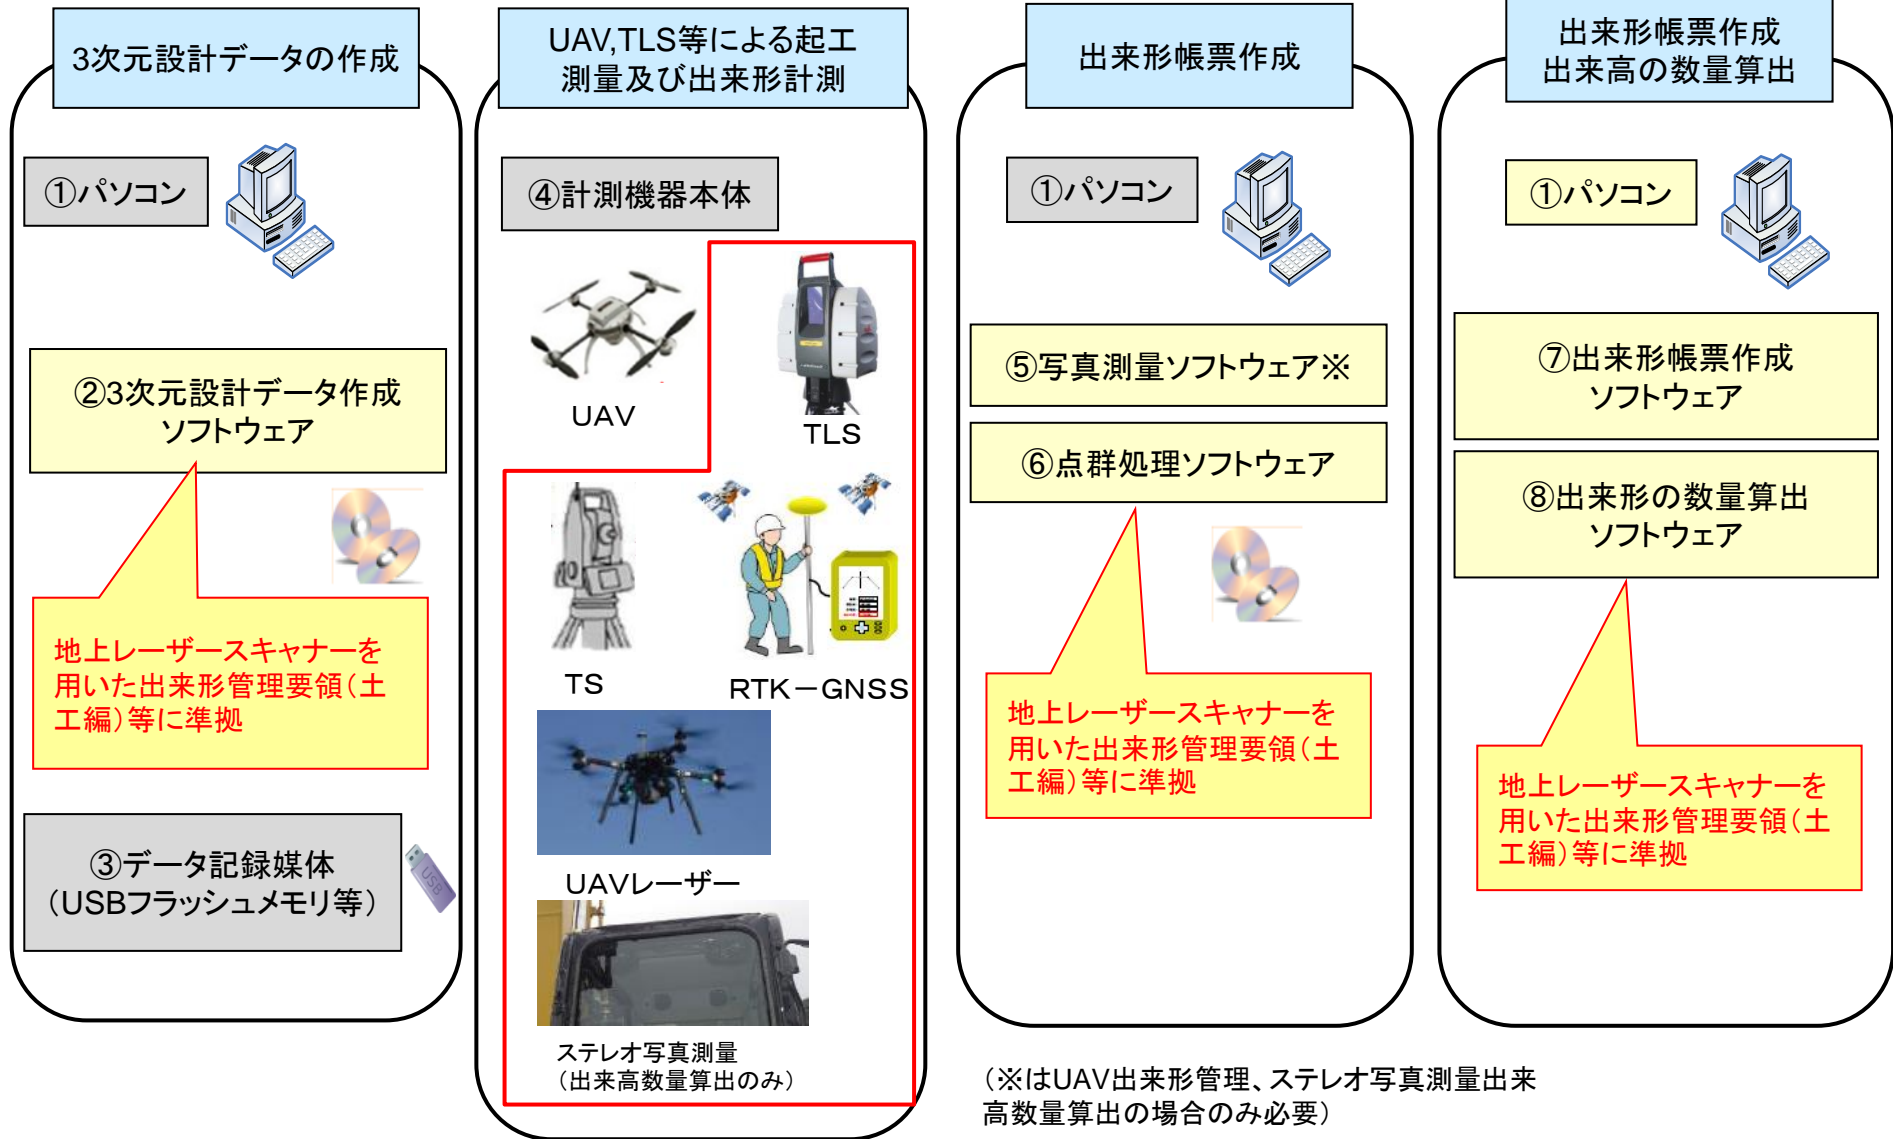 3次元設計データの作成
①パソコン
②3次元設計データ作成
ソフトウェア
地上レーザースキャナーを
用いた出来形管理要領（土
工編）等に準拠
③データ記録媒体
（USBフラッシュメモリ等）
USB
UAV,TLS等による起工
測量及び出来形計測
④計測機器本体
UAV
TLS
TS
RTK－GNSS
UAVレーザー
ステレオ写真測量
（出来高数量算出のみ）
出来形帳票作成
①パソコン
⑤写真測量ソフトウェア※
⑥点群処理ソフトウェア
地上レーザースキャナーを
用いた出来形管理要領（土
工編）等に準拠
（※はUAV出来形管理、ステレオ写真測量出来
高数量算出の場合のみ必要）
出来形帳票作成
出来高の数量算出
①パソコン
⑦出来形帳票作成
ソフトウェア
⑧出来形の数量算出
ソフトウェア
地上レーザースキャナーを
用いた出来形管理要領（土
工編）等に準拠